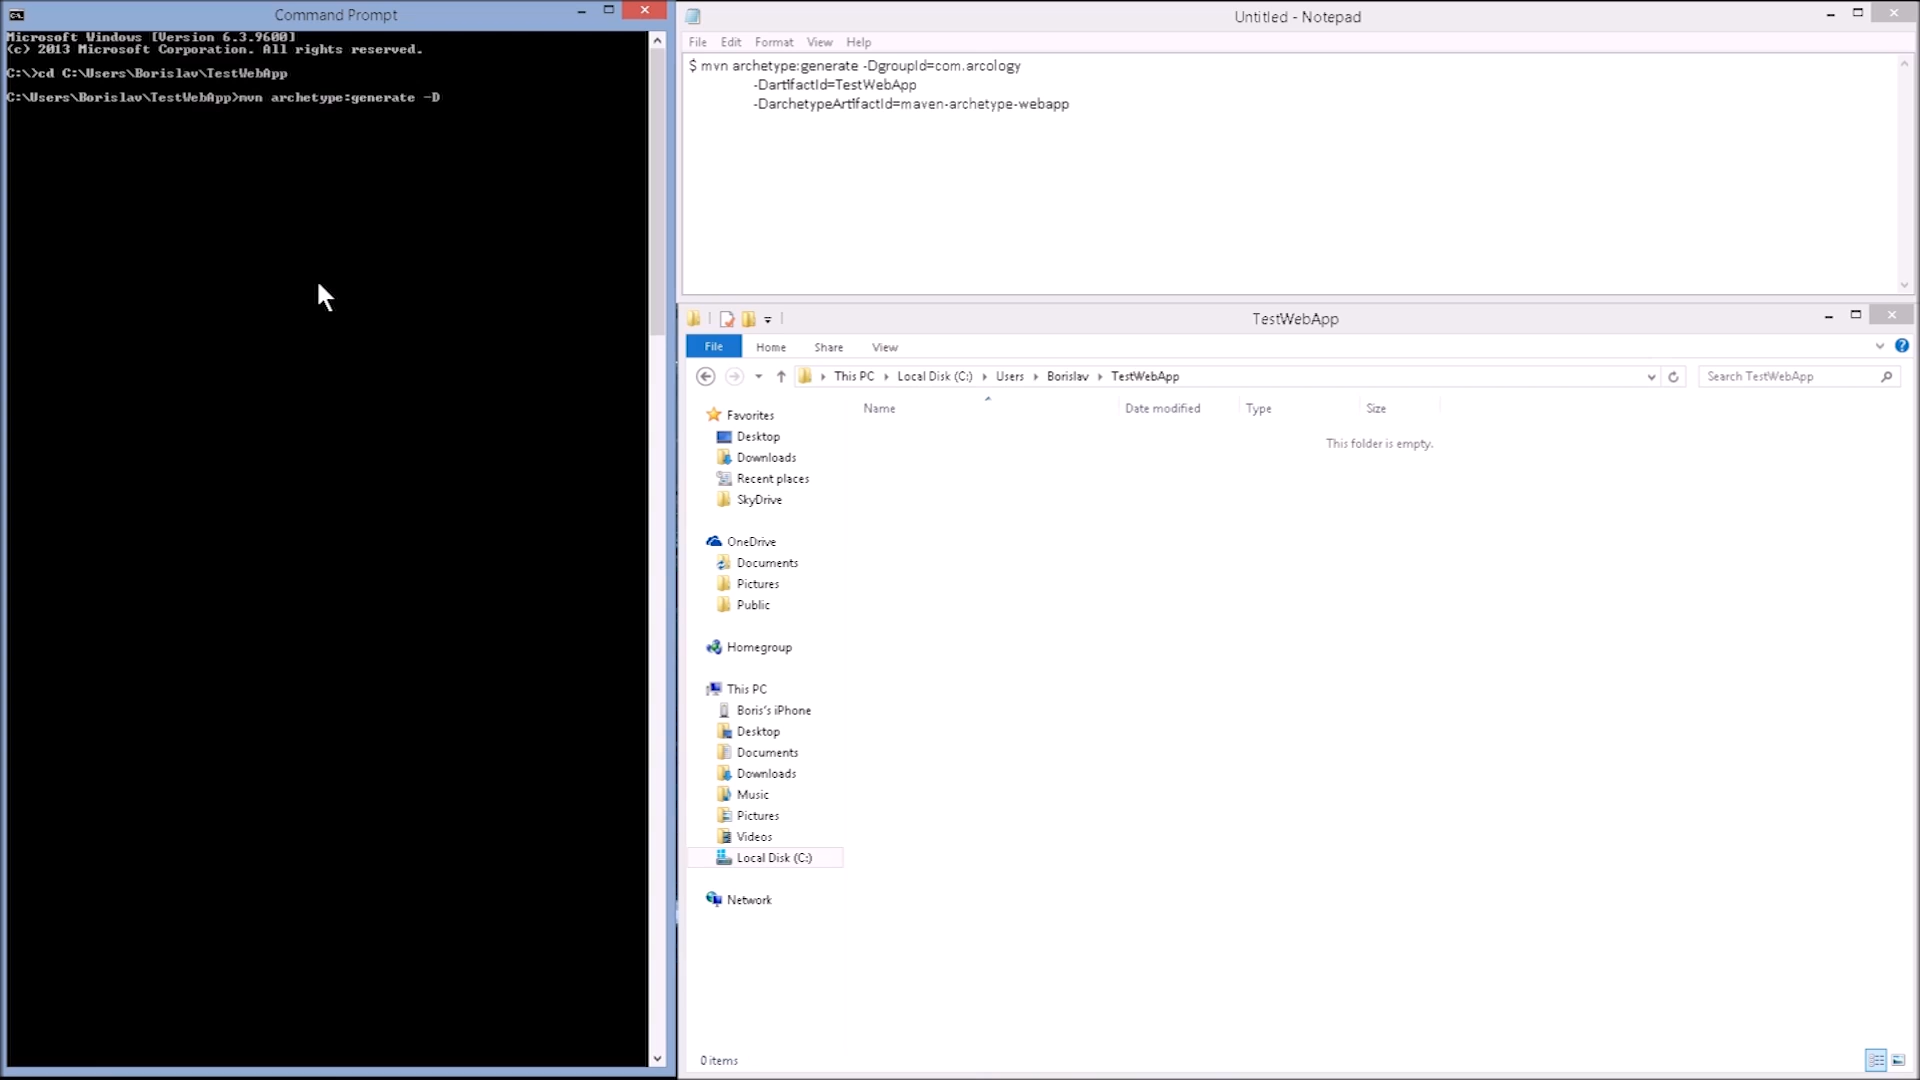 Command Prompt
Microsoft Windows [Version 6.3.9600]
(c) 2013 Microsoft Corporation. All rights reserved.
C:\>cd C:\Users\Borislav\TestWebApp
C:\Users\Borislav\TestWebApp>mvn archetype:generate -D
Untitled - Notepad
File Edit Format View Help
$ mvn archetype:generate -DgroupId=com.arcology
-DartifactId=TestWebApp
-DarchetypeArtifactId=maven-archetype-webapp
TestWebApp
File Home Share View
This PC Local Disk (C:) Users Borislav TestWebApp
Search TestWebApp
Name Date modified Type Size
This folder is empty.
Favorites
Desktop
Downloads
Recent places
SkyDrive
OneDrive
Documents
Pictures
Public
Homegroup
This PC
Boris's iPhone
Desktop
Documents
Downloads
Music
Pictures
Videos
Local Disk (C:)
Network
0 items